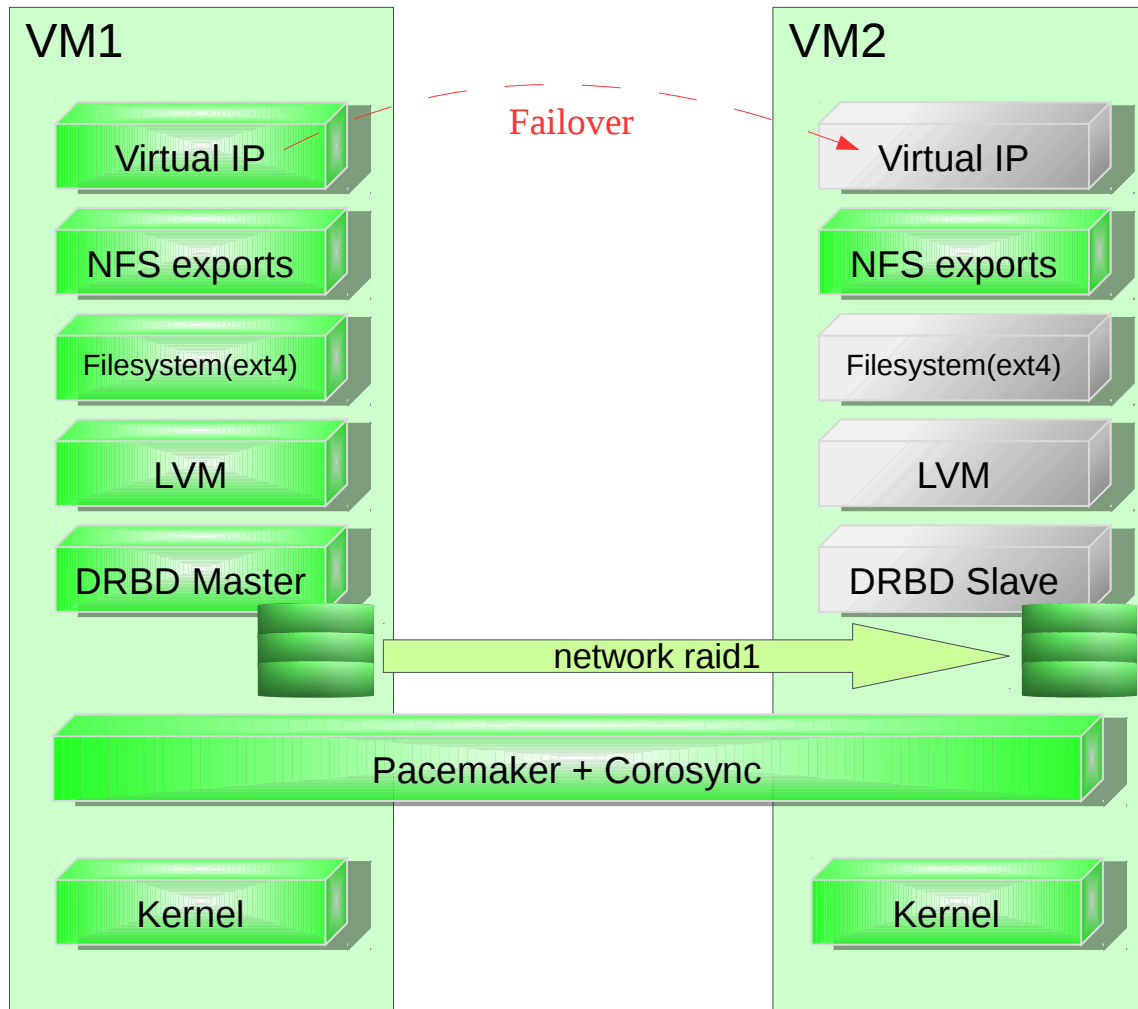 VM1
VM2
Failover
Virtual IP
Virtual IP
NFS exports
NFS exports
Filesystem(ext4)
Filesystem(ext4)
LVM
LVM
DRBD Master
DRBD Slave
network raid1
Pacemaker + Corosync
Kernel
Kernel